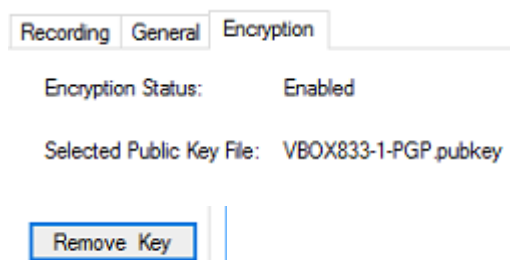 Recording General Encryption
Encryption Status: Enabled
Selected Public Key File: VBOX833-1-PGP.pubkey
Remove Key